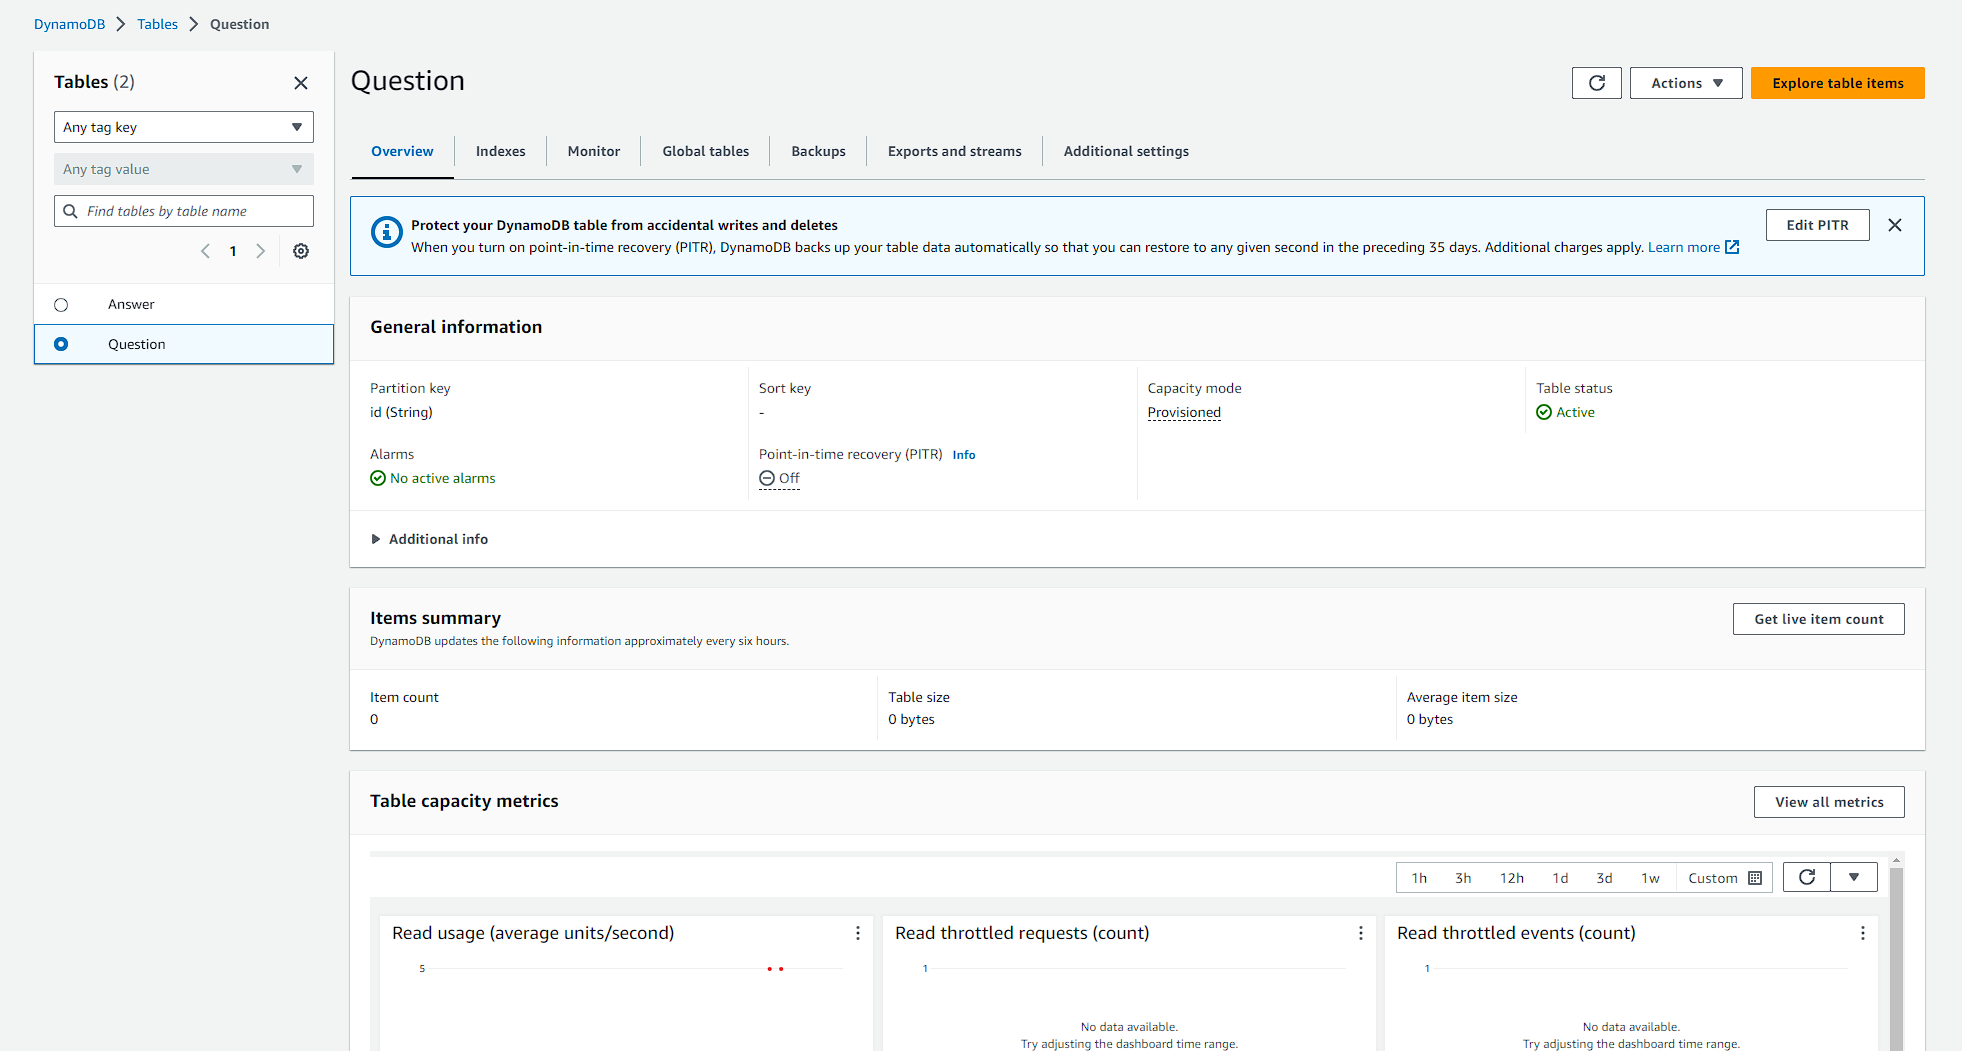 DynamoDB > Tables > Question
Tables (2)
Any tag key
Any tag value
Find tables by table name
1
Answer
Question
Question
Actions
Explore table items
Overview
Indexes
Monitor
Global tables
Backups
Exports and streams
Additional settings
Protect your DynamoDB table from accidental writes and deletes
When you turn on point-in-time recovery (PITR), DynamoDB backs up your table data automatically so that you can restore to any given second in the preceding 35 days. Additional charges apply. Learn more
Edit PITR
General information
Partition key
id (String)
Sort key
-
Capacity mode
Provisioned
Table status
Active
Alarms
No active alarms
Point-in-time recovery (PITR) Info
Off
Additional info
Items summary
DynamoDB updates the following information approximately every six hours.
Get live item count
Item count
0
Table size
0 bytes
Average item size
0 bytes
Table capacity metrics
View all metrics
1h 3h 12h 1d 3d 1w Custom
Read usage (average units/second)
5
Read throttled requests (count)
1
No data available.
Try adjusting the dashboard time range.
Read throttled events (count)
1
No data available.
Try adjusting the dashboard time range.